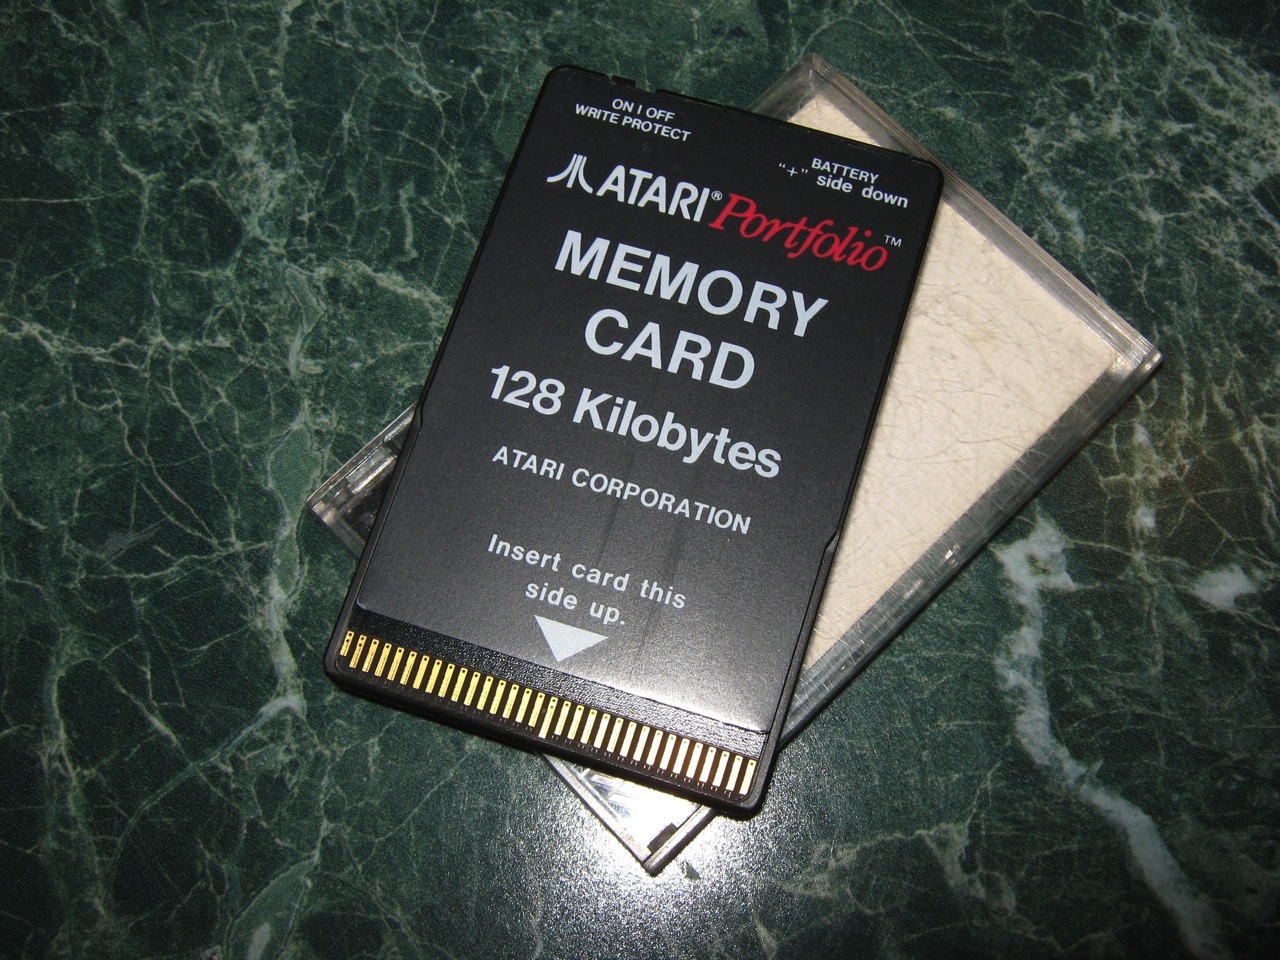 ON I OFF
WRITE PROTECT
BATTERY
"+" side down
ATARI® Portfolio™
MEMORY
CARD
128 Kilobytes
ATARI CORPORATION
Insert card this
side up.